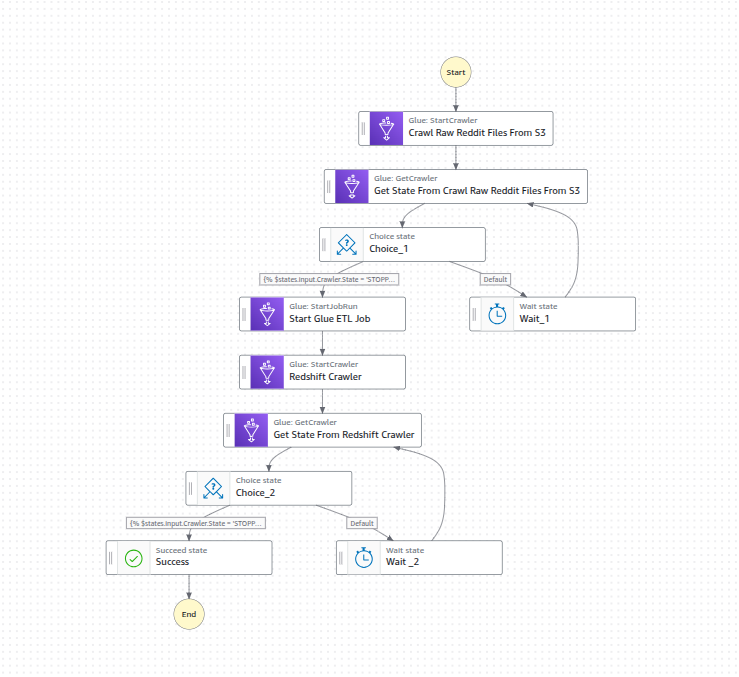 Start
Glue: StartCrawler
Crawl Raw Reddit Files From S3
Glue: GetCrawler
Get State From Crawl Raw Reddit Files From S3
Choice state
Choice_1
{% $states.input.Crawler.State = 'STOPP...
Default
Glue: StartJobRun
Start Glue ETL Job
Wait state
Wait_1
Glue: StartCrawler
Redshift Crawler
Glue: GetCrawler
Get State From Redshift Crawler
Choice state
Choice_2
{% $states.input.Crawler.State = 'STOPP...
Default
Succeed state
Success
Wait state
Wait _2
End